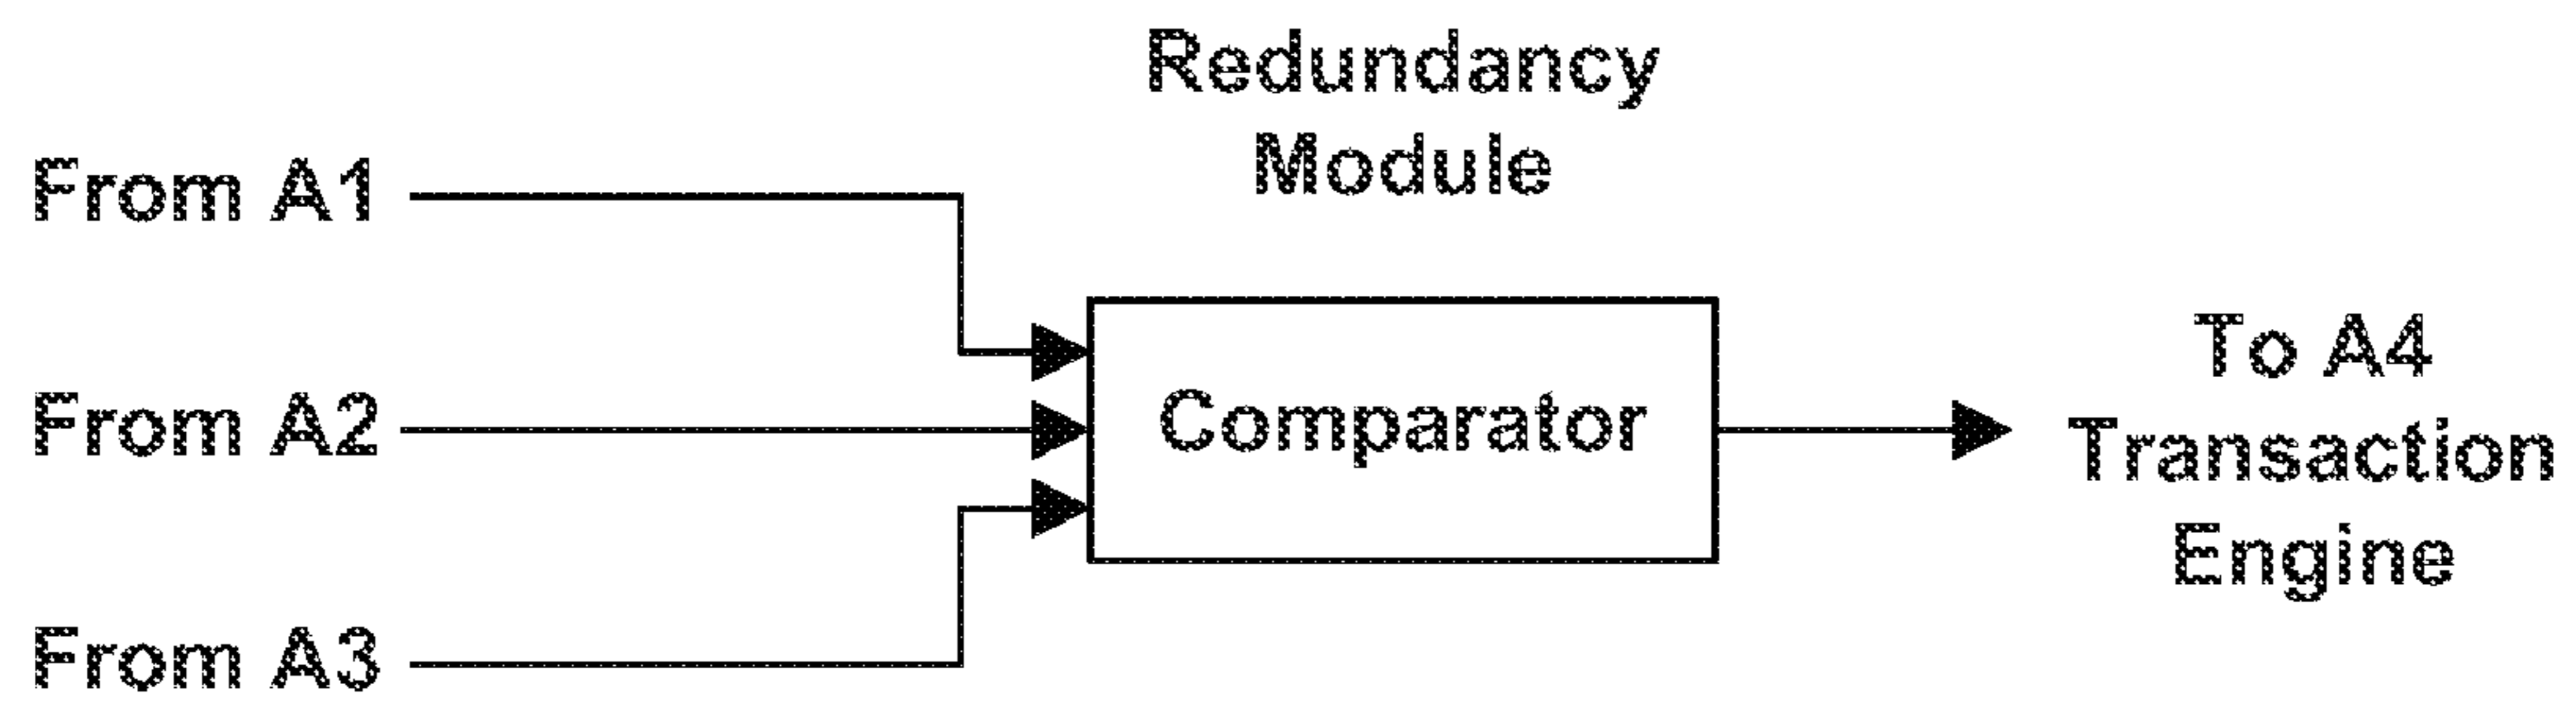 Redundancy
Module
From A1
From A2
From A3
Comparator
To A4
Transaction
Engine